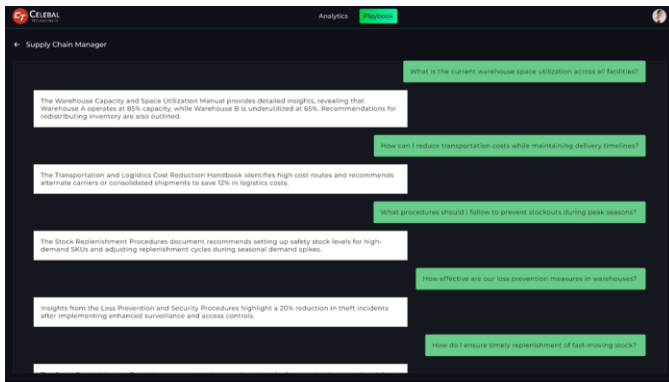 CT CELEBAL
TECHNOLOGIES
Analytics
Playbook
← Supply Chain Manager
What is the current warehouse space utilization across all facilities?
The Warehouse Capacity and Space Utilization Manual provides detailed insights, revealing that
Warehouse A operates at 85% capacity, while Warehouse B is underutilized at 65%. Recommendations for
redistributing inventory are also outlined.
How can I reduce transportation costs while maintaining delivery timelines?
The Transportation and Logistics Cost Reduction Handbook identifies high cost routes and recommends
alternate carriers or consolidated shipments to save 12% in logistics costs.
What procedures should I follow to prevent stockouts during peak seasons?
The Stock Replenishment Procedures document recommends setting up safety stock levels for high-
demand SKUs and adjusting replenishment cycles during seasonal demand spikes.
How effective are our loss prevention measures in warehouses?
Insights from the Loss Prevention and Security Procedures highlight a 20% reduction in theft incidents
after implementing enhanced surveillance and access controls.
How do I ensure timely replenishment of fast-moving stock?